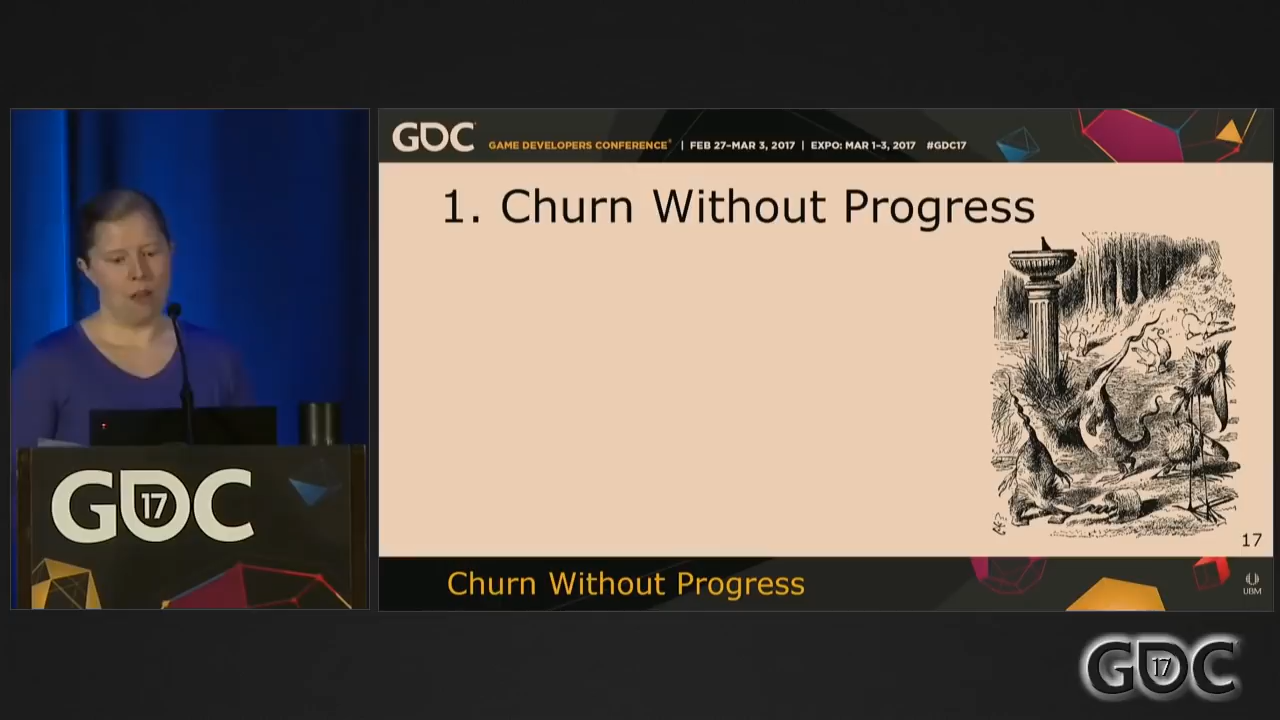 GDC
17
GDC
GAME DEVELOPERS CONFERENCE® | FEB 27–MAR 3, 2017 | EXPO: MAR 1–3, 2017 #GDC17
1. Churn Without Progress
17
Churn Without Progress
UBM
GDC
17